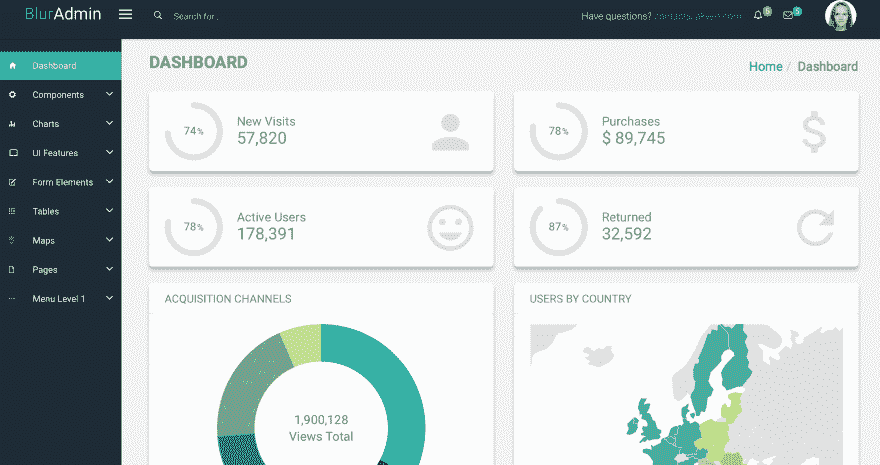 BlurAdmin
Search for...
Have questions?
5
5
Dashboard
Components
Charts
UI Features
Form Elements
Tables
Maps
Pages
Menu Level 1
DASHBOARD
Home / Dashboard
74%
New Visits
57,820
78%
Purchases
$ 89,745
78%
Active Users
178,391
87%
Returned
32,592
ACQUISITION CHANNELS
1,900,128
Views Total
USERS BY COUNTRY